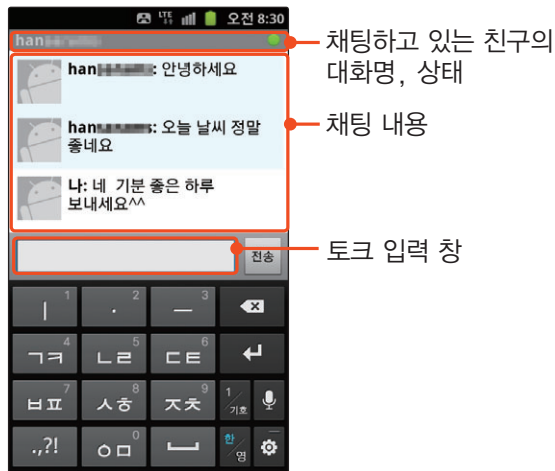 LTE 오전 8:30
han
채팅하고 있는 친구의
대화명, 상태
han : 안녕하세요
han : 오늘 날씨 정말
좋네요
채팅 내용
나: 네 기분 좋은 하루
보내세요^^
전송
토크 입력 창
ㅣ 1 · 2 ㅡ 3
ㄱㅋ 4 ㄴㄹ 5 ㄷㅌ 6
ㅂㅍ 7 ㅅㅎ 8 ㅈㅊ 9 1/기호
.,?! ㅇㅁ 0 한/영